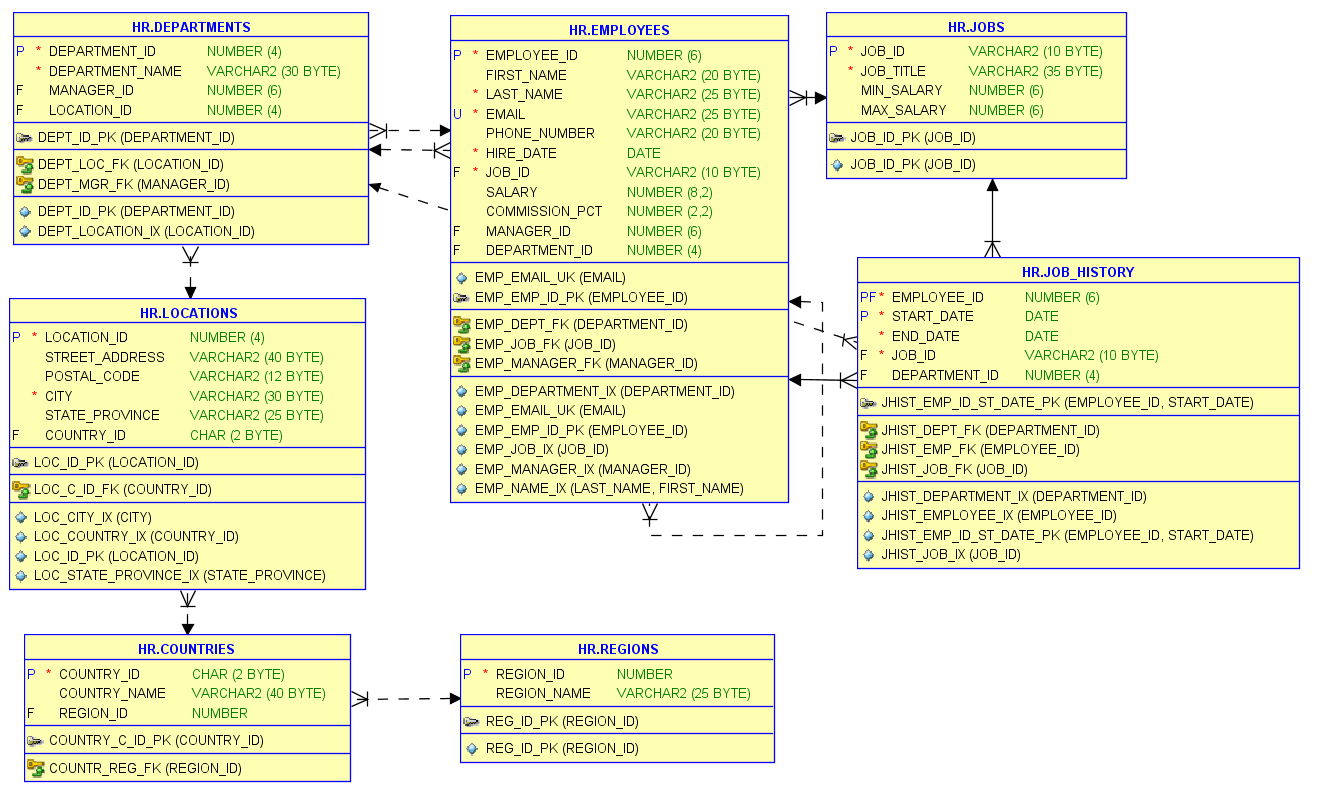 HR.DEPARTMENTS
P * DEPARTMENT_ID NUMBER (4)
* DEPARTMENT_NAME VARCHAR2 (30 BYTE)
F MANAGER_ID NUMBER (6)
F LOCATION_ID NUMBER (4)
DEPT_ID_PK (DEPARTMENT_ID)
DEPT_LOC_FK (LOCATION_ID)
DEPT_MGR_FK (MANAGER_ID)
DEPT_ID_PK (DEPARTMENT_ID)
DEPT_LOCATION_IX (LOCATION_ID)
HR.EMPLOYEES
P * EMPLOYEE_ID NUMBER (6)
FIRST_NAME VARCHAR2 (20 BYTE)
* LAST_NAME VARCHAR2 (25 BYTE)
U * EMAIL VARCHAR2 (25 BYTE)
PHONE_NUMBER VARCHAR2 (20 BYTE)
* HIRE_DATE DATE
F * JOB_ID VARCHAR2 (10 BYTE)
SALARY NUMBER (8,2)
COMMISSION_PCT NUMBER (2,2)
F MANAGER_ID NUMBER (6)
F DEPARTMENT_ID NUMBER (4)
EMP_EMAIL_UK (EMAIL)
EMP_EMP_ID_PK (EMPLOYEE_ID)
EMP_DEPT_FK (DEPARTMENT_ID)
EMP_JOB_FK (JOB_ID)
EMP_MANAGER_FK (MANAGER_ID)
EMP_DEPARTMENT_IX (DEPARTMENT_ID)
EMP_EMAIL_UK (EMAIL)
EMP_EMP_ID_PK (EMPLOYEE_ID)
EMP_JOB_IX (JOB_ID)
EMP_MANAGER_IX (MANAGER_ID)
EMP_NAME_IX (LAST_NAME, FIRST_NAME)
HR.JOBS
P * JOB_ID VARCHAR2 (10 BYTE)
* JOB_TITLE VARCHAR2 (35 BYTE)
MIN_SALARY NUMBER (6)
MAX_SALARY NUMBER (6)
JOB_ID_PK (JOB_ID)
JOB_ID_PK (JOB_ID)
HR.JOB_HISTORY
PF * EMPLOYEE_ID NUMBER (6)
P * START_DATE DATE
* END_DATE DATE
F * JOB_ID VARCHAR2 (10 BYTE)
F DEPARTMENT_ID NUMBER (4)
JHIST_EMP_ID_ST_DATE_PK (EMPLOYEE_ID, START_DATE)
JHIST_DEPT_FK (DEPARTMENT_ID)
JHIST_EMP_FK (EMPLOYEE_ID)
JHIST_JOB_FK (JOB_ID)
JHIST_DEPARTMENT_IX (DEPARTMENT_ID)
JHIST_EMPLOYEE_IX (EMPLOYEE_ID)
JHIST_EMP_ID_ST_DATE_PK (EMPLOYEE_ID, START_DATE)
JHIST_JOB_IX (JOB_ID)
HR.LOCATIONS
P * LOCATION_ID NUMBER (4)
STREET_ADDRESS VARCHAR2 (40 BYTE)
POSTAL_CODE VARCHAR2 (12 BYTE)
* CITY VARCHAR2 (30 BYTE)
STATE_PROVINCE VARCHAR2 (25 BYTE)
F COUNTRY_ID CHAR (2 BYTE)
LOC_ID_PK (LOCATION_ID)
LOC_C_ID_FK (COUNTRY_ID)
LOC_CITY_IX (CITY)
LOC_COUNTRY_IX (COUNTRY_ID)
LOC_ID_PK (LOCATION_ID)
LOC_STATE_PROVINCE_IX (STATE_PROVINCE)
HR.COUNTRIES
P * COUNTRY_ID CHAR (2 BYTE)
COUNTRY_NAME VARCHAR2 (40 BYTE)
F REGION_ID NUMBER
COUNTRY_C_ID_PK (COUNTRY_ID)
COUNTR_REG_FK (REGION_ID)
HR.REGIONS
P * REGION_ID NUMBER
REGION_NAME VARCHAR2 (25 BYTE)
REG_ID_PK (REGION_ID)
REG_ID_PK (REGION_ID)